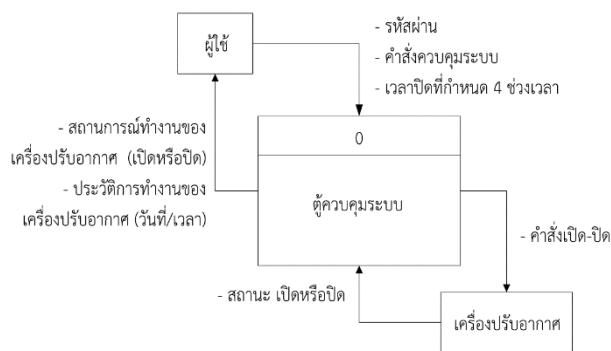 ผู้ใช้
- รหัสผ่าน
- คำสั่งควบคุมระบบ
- เวลาปิดที่กำหนด 4 ช่วงเวลา
- สถานการณ์ทำงานของ
เครื่องปรับอากาศ (เปิดหรือปิด)
- ประวัติการทำงานของ
เครื่องปรับอากาศ (วันที่/เวลา)
0
ตู้ควบคุมระบบ
- คำสั่งเปิด-ปิด
- สถานะ เปิดหรือปิด
เครื่องปรับอากาศ